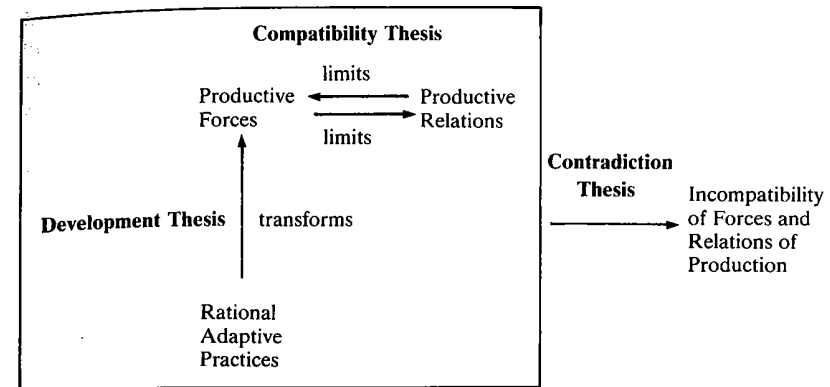 Compatibility Thesis
limits
Productive Forces
Productive Relations
limits
Contradiction Thesis
Development Thesis
transforms
Incompatibility
of Forces and
Relations of
Production
Rational
Adaptive
Practices